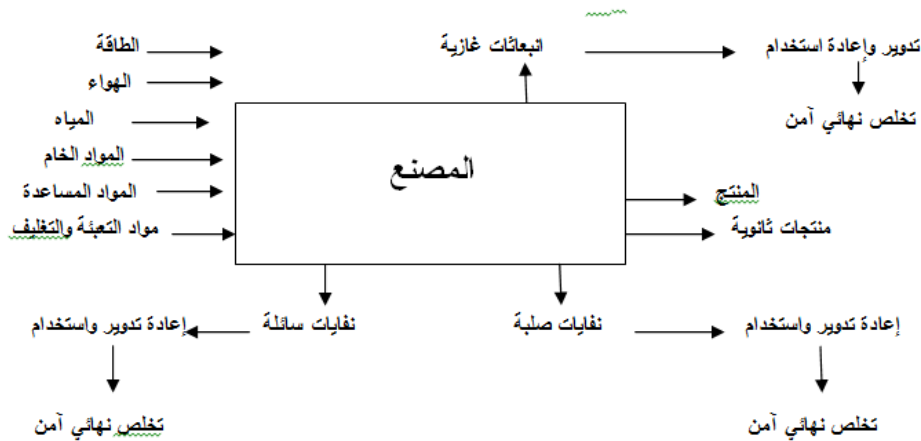 الطاقة
انبعاثات غازية
تدوير وإعادة استخدام
الهواء
تخلص نهائي آمن
المياه
المواد الخام
المصنع
المواد المساعدة
المنتج
مواد التعبئة والتغليف
منتجات ثانوية
إعادة تدوير واستخدام
نفايات سائلة
نفايات صلبة
إعادة تدوير واستخدام
تخلص نهائي آمن
تخلص نهائي آمن